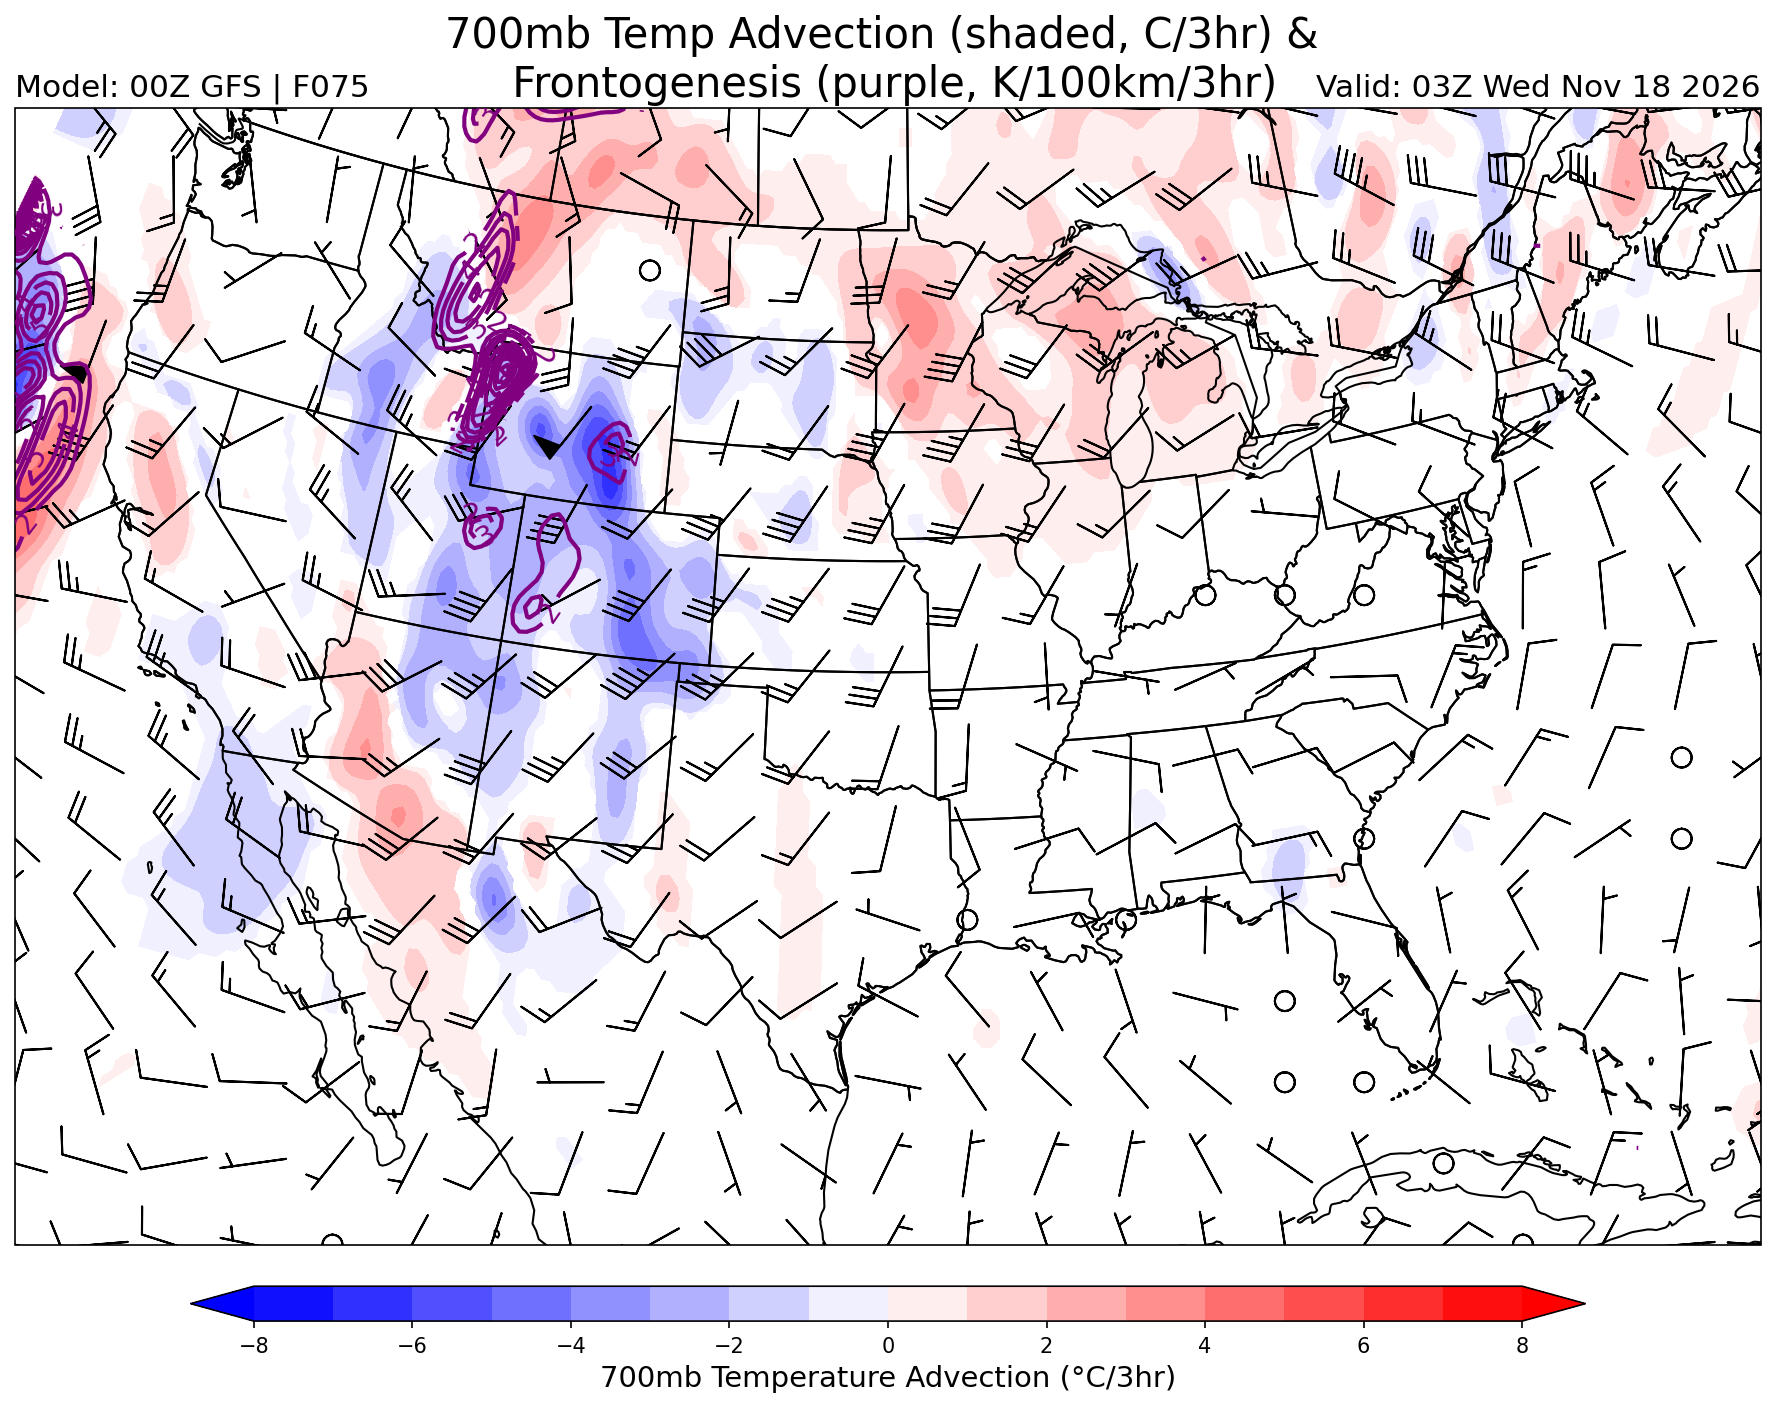 700mb Temp Advection (shaded, C/3hr) &
Frontogenesis (purple, K/100km/3hr)
Model: 00Z GFS | F075
Valid: 03Z Wed Nov 18 2026
−8 −6 −4 −2 0 2 4 6 8
700mb Temperature Advection (°C/3hr)